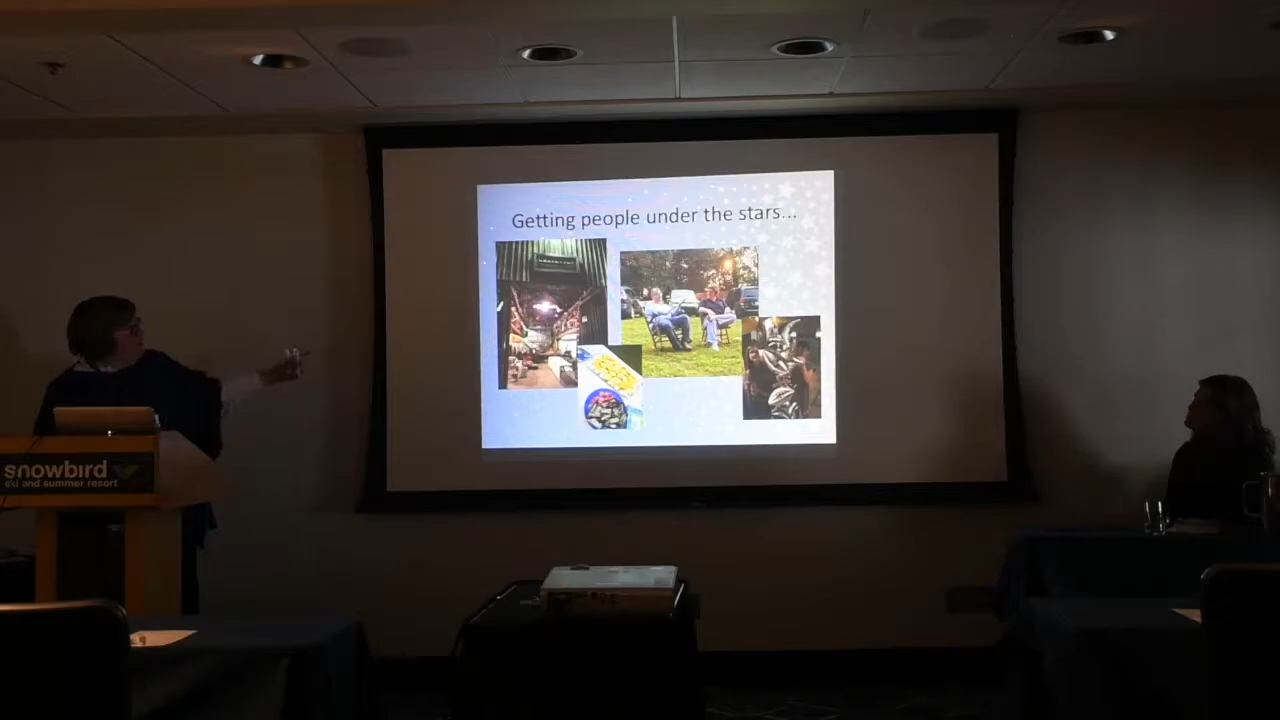 Getting people under the stars...
snowbird
ski and summer resort